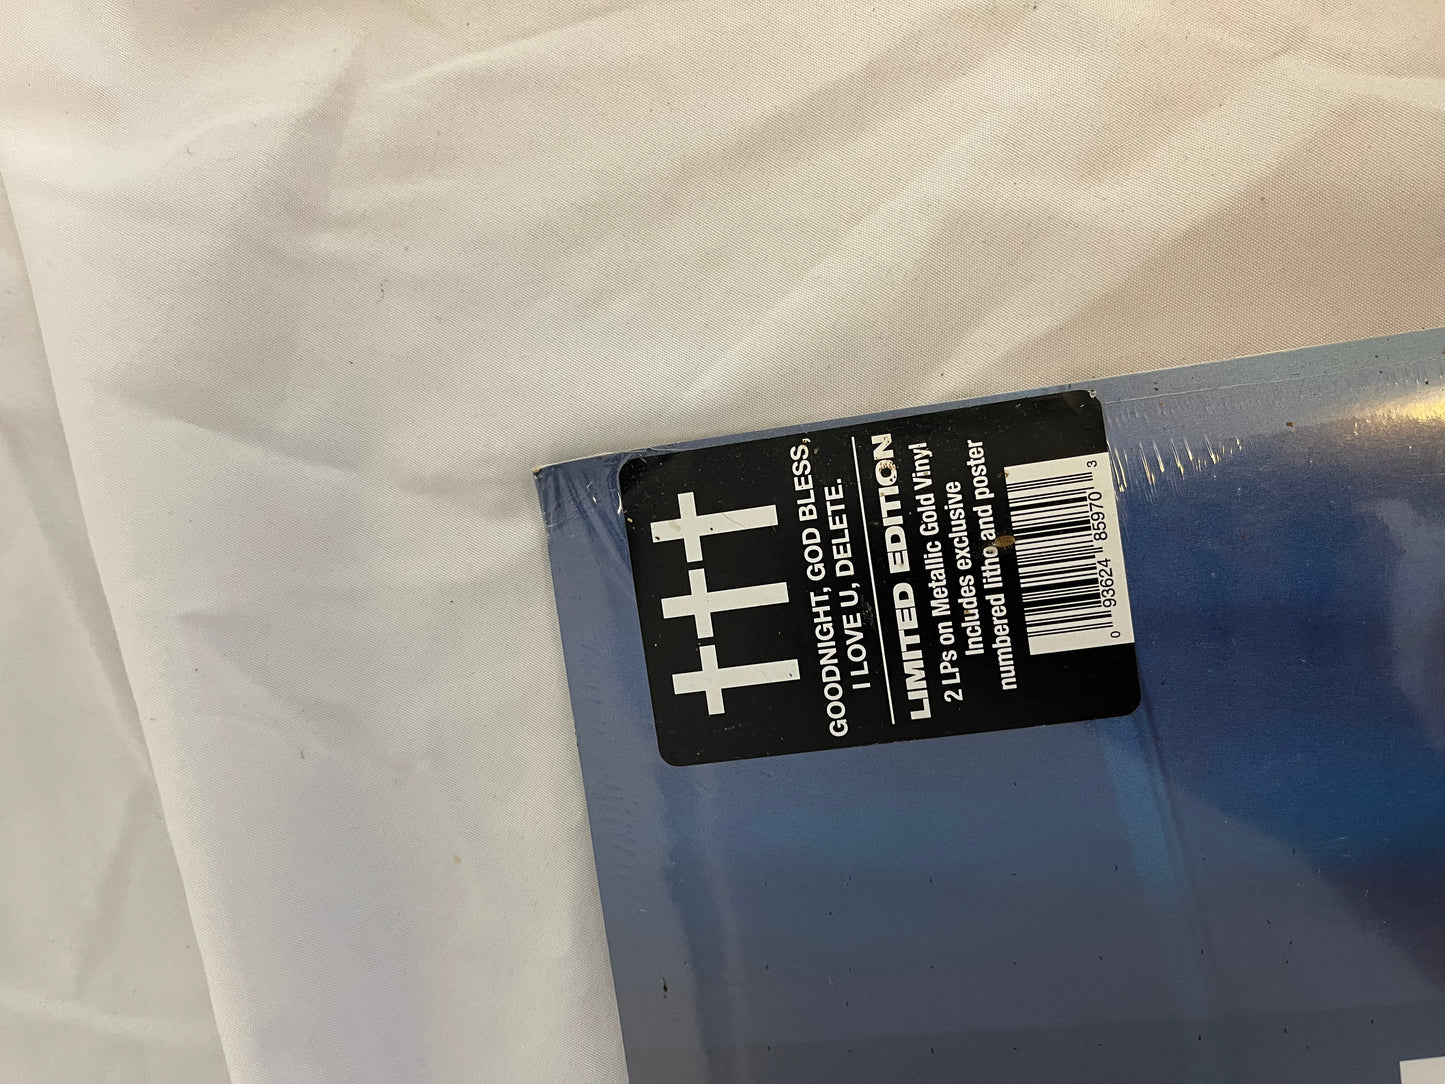 †††
GOODNIGHT, GOD BLESS,
I LOVE U, DELETE.
LIMITED EDITION
2 LPs on Metallic Gold Vinyl
Includes exclusive
numbered litho and poster
0 93624 85970 3